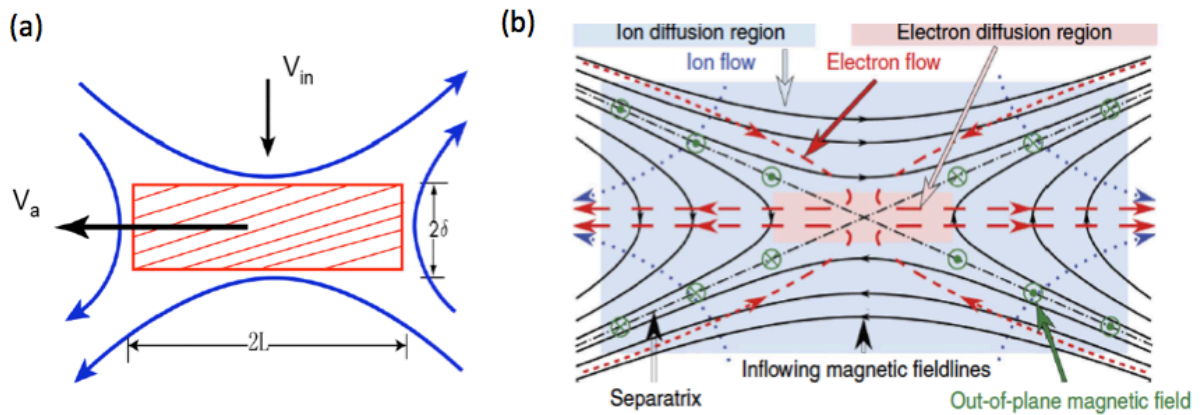 (a)
V_in
V_a
2δ
2L
(b)
Ion diffusion region
Electron diffusion region
Ion flow
Electron flow
Inflowing magnetic fieldlines
Separatrix
Out-of-plane magnetic field